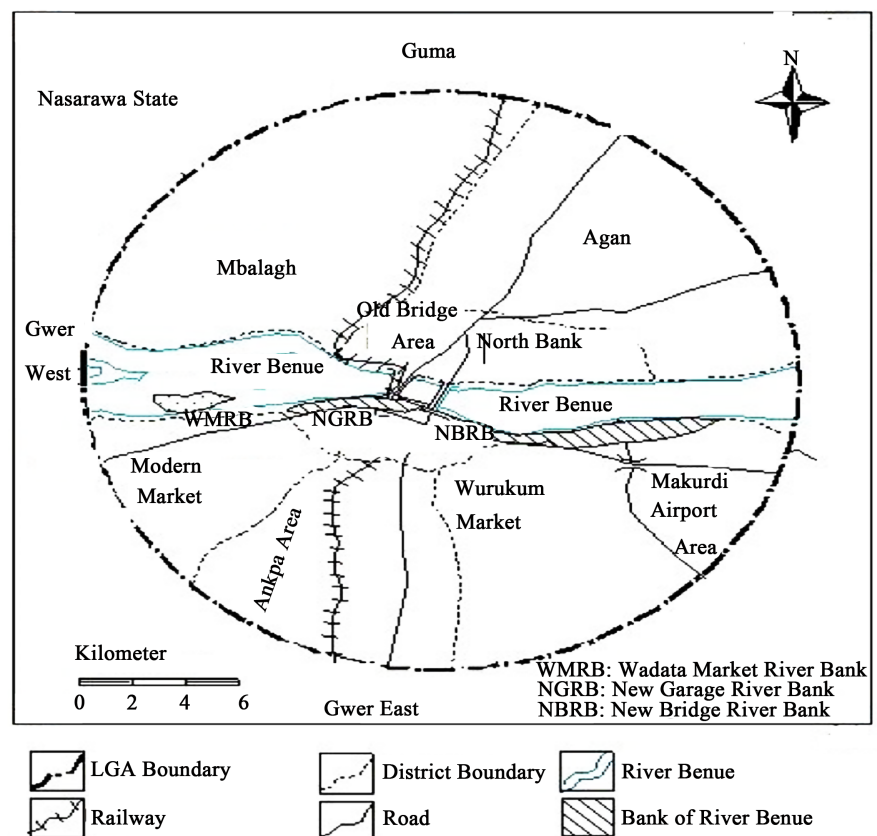 Guma
N
Nasarawa State
Agan
Mbalagh
Old Bridge
Area
Gwer
West
North Bank
River Benue
River Benue
WMRB
NGRB
NBRB
Modern
Market
Wurukum
Market
Makurdi
Airport
Area
Ankpa Area
Kilometer
0 2 4 6
Gwer East
WMRB: Wadata Market River Bank
NGRB: New Garage River Bank
NBRB: New Bridge River Bank
LGA Boundary
District Boundary
River Benue
Railway
Road
Bank of River Benue